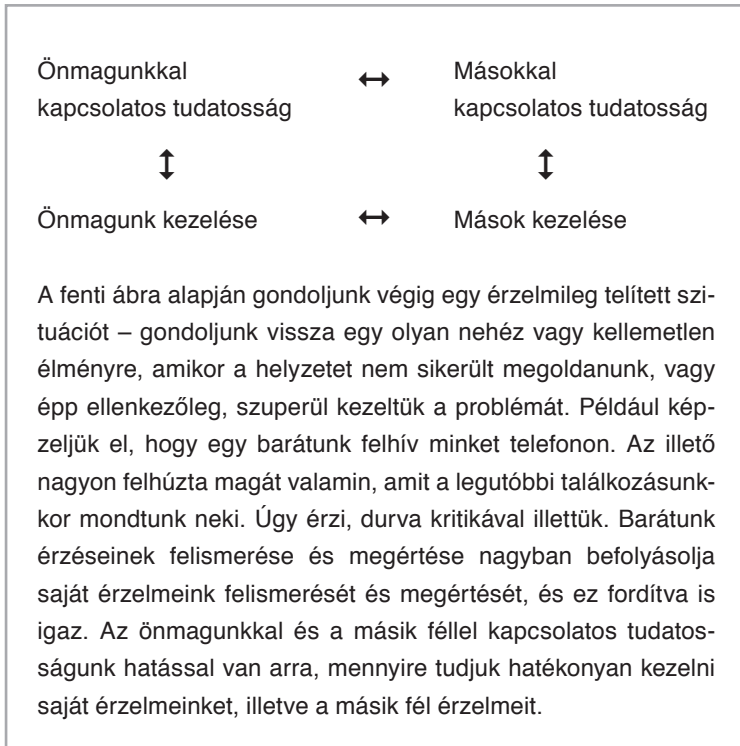 Önmagunkkal ↔ Másokkal
kapcsolatos tudatosság kapcsolatos tudatosság
↕ ↕
Önmagunk kezelése ↔ Mások kezelése
A fenti ábra alapján gondoljunk végig egy érzelmileg telített szi-
tuációt – gondoljunk vissza egy olyan nehéz vagy kellemetlen
élményre, amikor a helyzetet nem sikerült megoldanunk, vagy
épp ellenkezőleg, szuperül kezeltük a problémát. Például kép-
zeljük el, hogy egy barátunk felhív minket telefonon. Az illető
nagyon felhúzta magát valamin, amit a legutóbbi találkozásunk-
kor mondtunk neki. Úgy érzi, durva kritikával illettük. Barátunk
érzéseinek felismerése és megértése nagyban befolyásolja
saját érzelmeink felismerését és megértését, és ez fordítva is
igaz. Az önmagunkkal és a másik féllel kapcsolatos tudatos-
ságunk hatással van arra, mennyire tudjuk hatékonyan kezelni
saját érzelmeinket, illetve a másik fél érzelmeit.